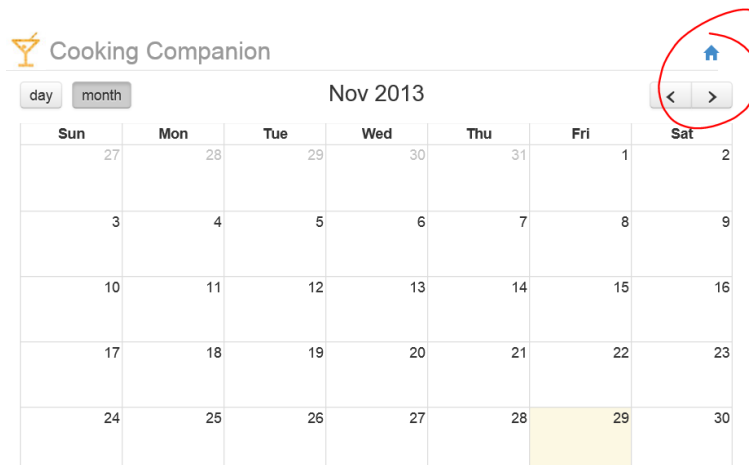 Cooking Companion
day month Nov 2013 < >
Sun Mon Tue Wed Thu Fri Sat
27 28 29 30 31 1 2
3 4 5 6 7 8 9
10 11 12 13 14 15 16
17 18 19 20 21 22 23
24 25 26 27 28 29 30